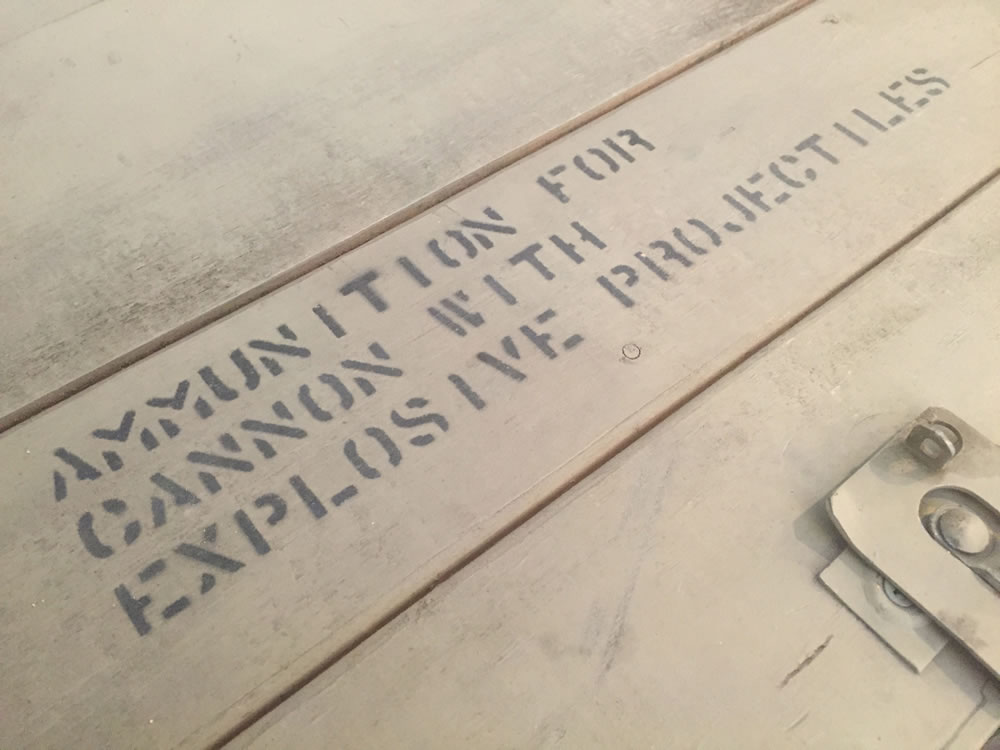 AMMUNITION FOR
CANNON WITH
EXPLOSIVE PROJECTILES